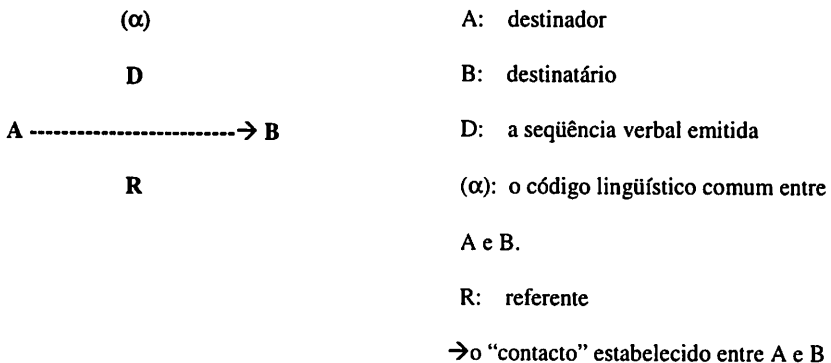 (α)
D
A --------------------------→ B
R
A: destinador
B: destinatário
D: a seqüência verbal emitida
(α): o código lingüístico comum entre
A e B.
R: referente
→o “contacto” estabelecido entre A e B